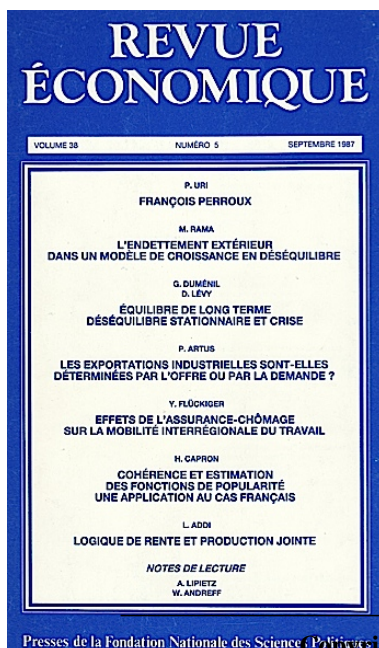 REVUE
ÉCONOMIQUE
VOLUME 38 NUMÉRO 5 SEPTEMBRE 1987
P. URI
FRANÇOIS PERROUX
M. RAMA
L'ENDETTEMENT EXTÉRIEUR
DANS UN MODÈLE DE CROISSANCE EN DÉSÉQUILIBRE
G. DUMÉNIL
D. LÉVY
ÉQUILIBRE DE LONG TERME
DÉSÉQUILIBRE STATIONNAIRE ET CRISE
P. ARTUS
LES EXPORTATIONS INDUSTRIELLES SONT-ELLES
DÉTERMINÉES PAR L'OFFRE OU PAR LA DEMANDE ?
Y. FLÜCKIGER
EFFETS DE L'ASSURANCE-CHÔMAGE
SUR LA MOBILITÉ INTERRÉGIONALE DU TRAVAIL
H. CAPRON
COHÉRENCE ET ESTIMATION
DES FONCTIONS DE POPULARITÉ
UNE APPLICATION AU CAS FRANÇAIS
L. ADDI
LOGIQUE DE RENTE ET PRODUCTION JOINTE
NOTES DE LECTURE
A. LIPIETZ
W. ANDREFF
Presses de la Fondation Nationale des Sciences Politiques